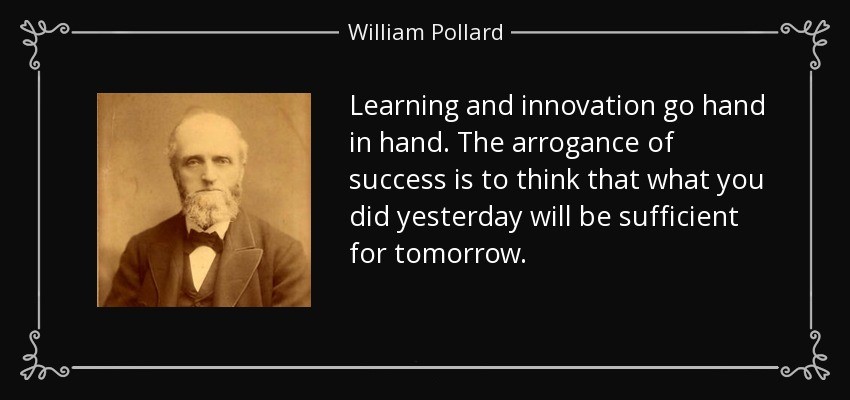 William Pollard
Learning and innovation go hand
in hand. The arrogance of
success is to think that what you
did yesterday will be sufficient
for tomorrow.